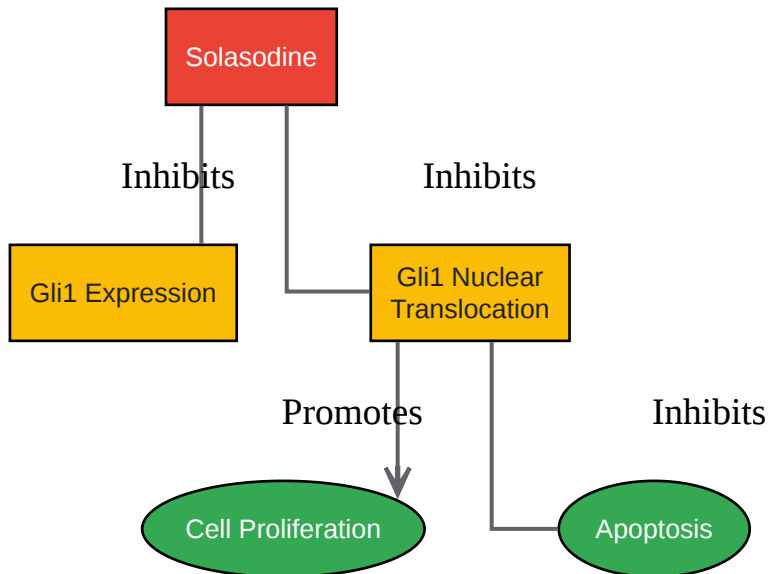 Solasodine
Inhibits
Inhibits
Gli1 Expression
Gli1 Nuclear
Translocation
Promotes
Inhibits
Cell Proliferation
Apoptosis